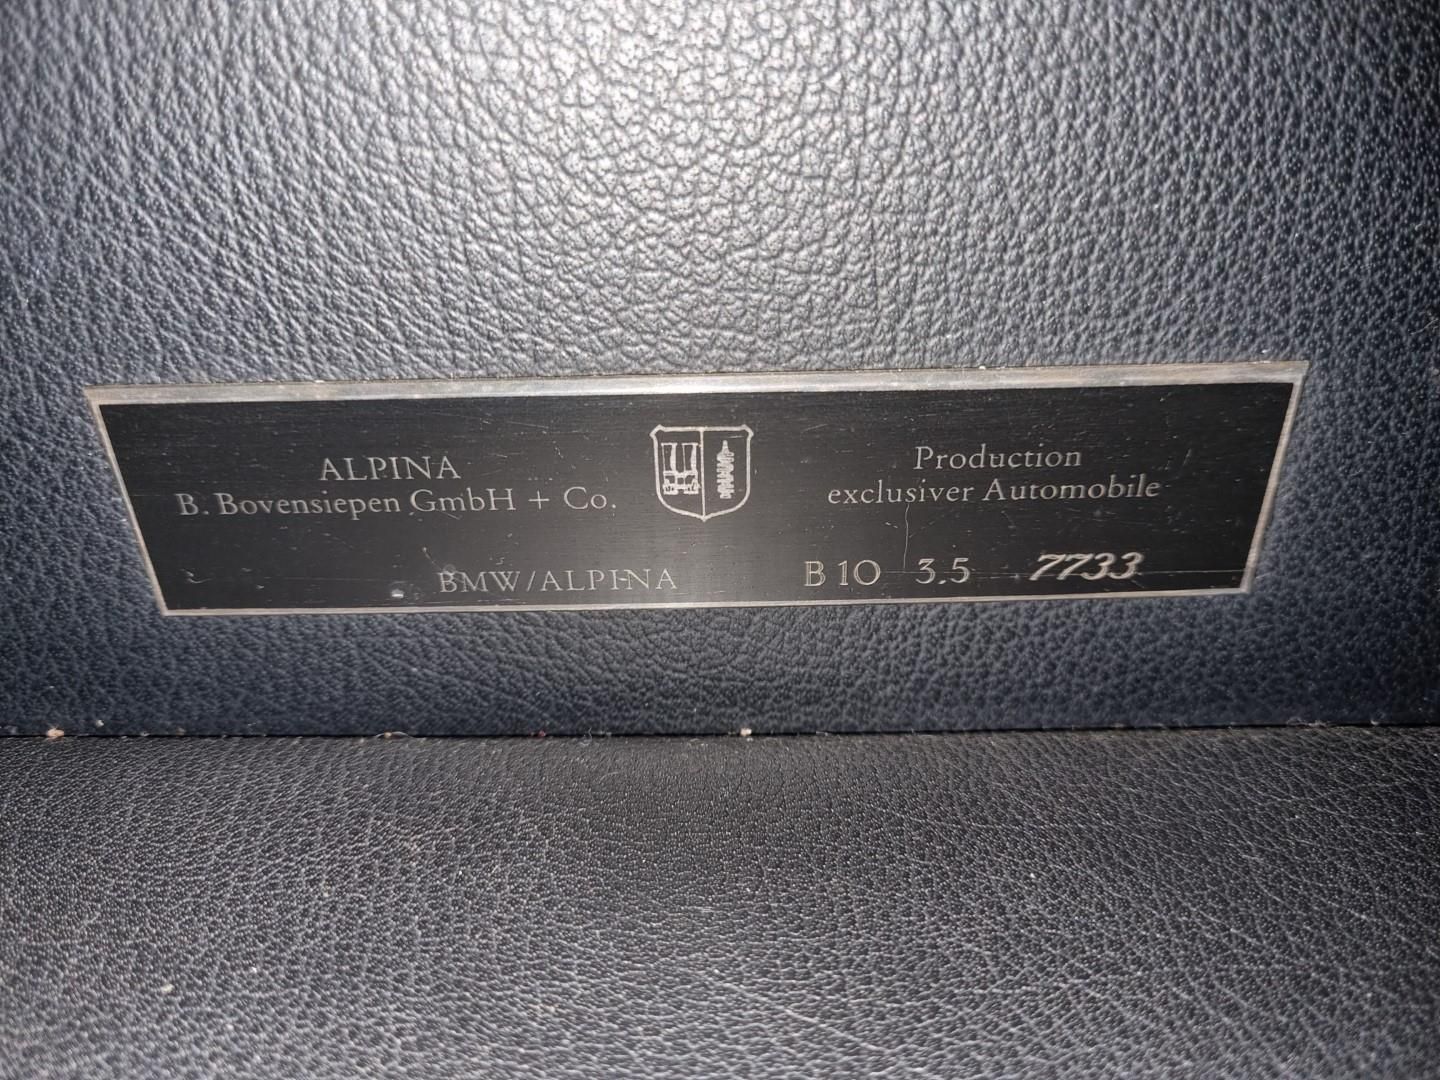 ALPINA
B. Bovensiepen GmbH + Co.
Production
exclusiver Automobile
BMW/ALPINA B10 3.5 7733